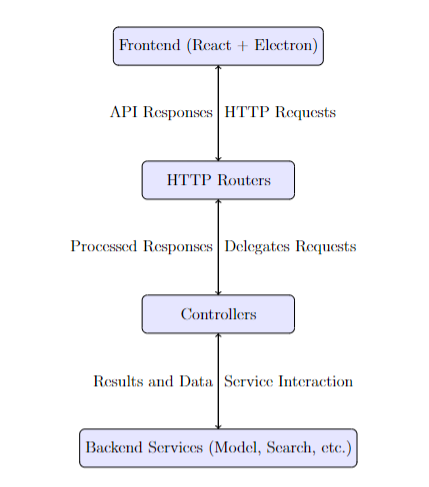 Frontend (React + Electron)
API Responses HTTP Requests
HTTP Routers
Processed Responses Delegates Requests
Controllers
Results and Data Service Interaction
Backend Services (Model, Search, etc.)